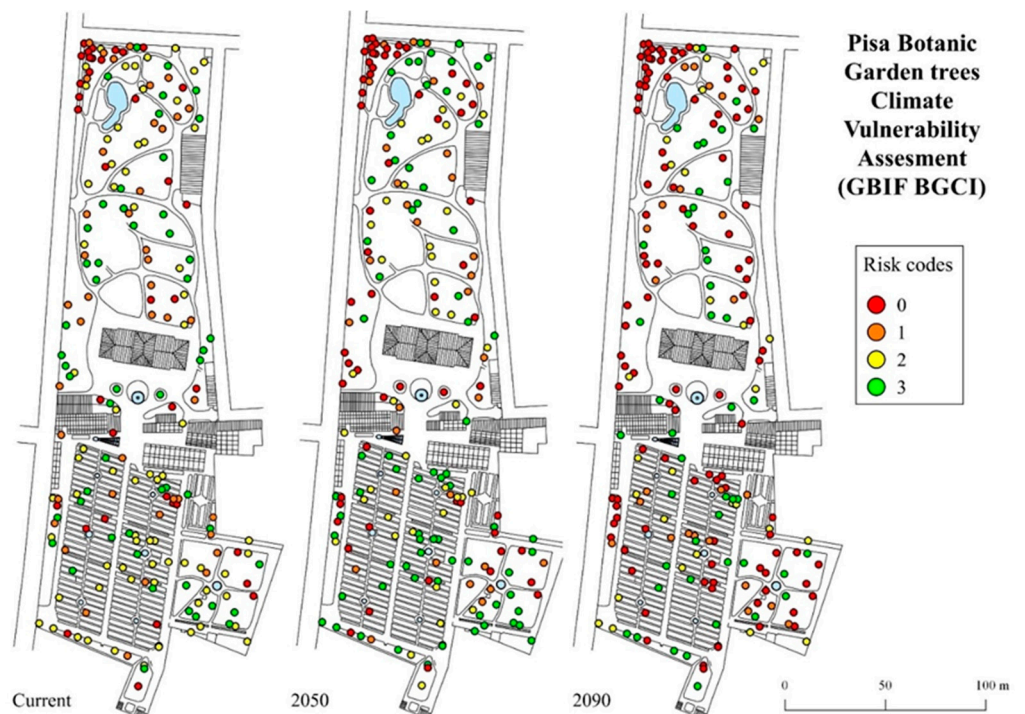 Pisa Botanic
Garden trees
Climate
Vulnerability
Assesment
(GBIF BGCI)
Risk codes
0
1
2
3
Current
2050
2090
0
50
100 m